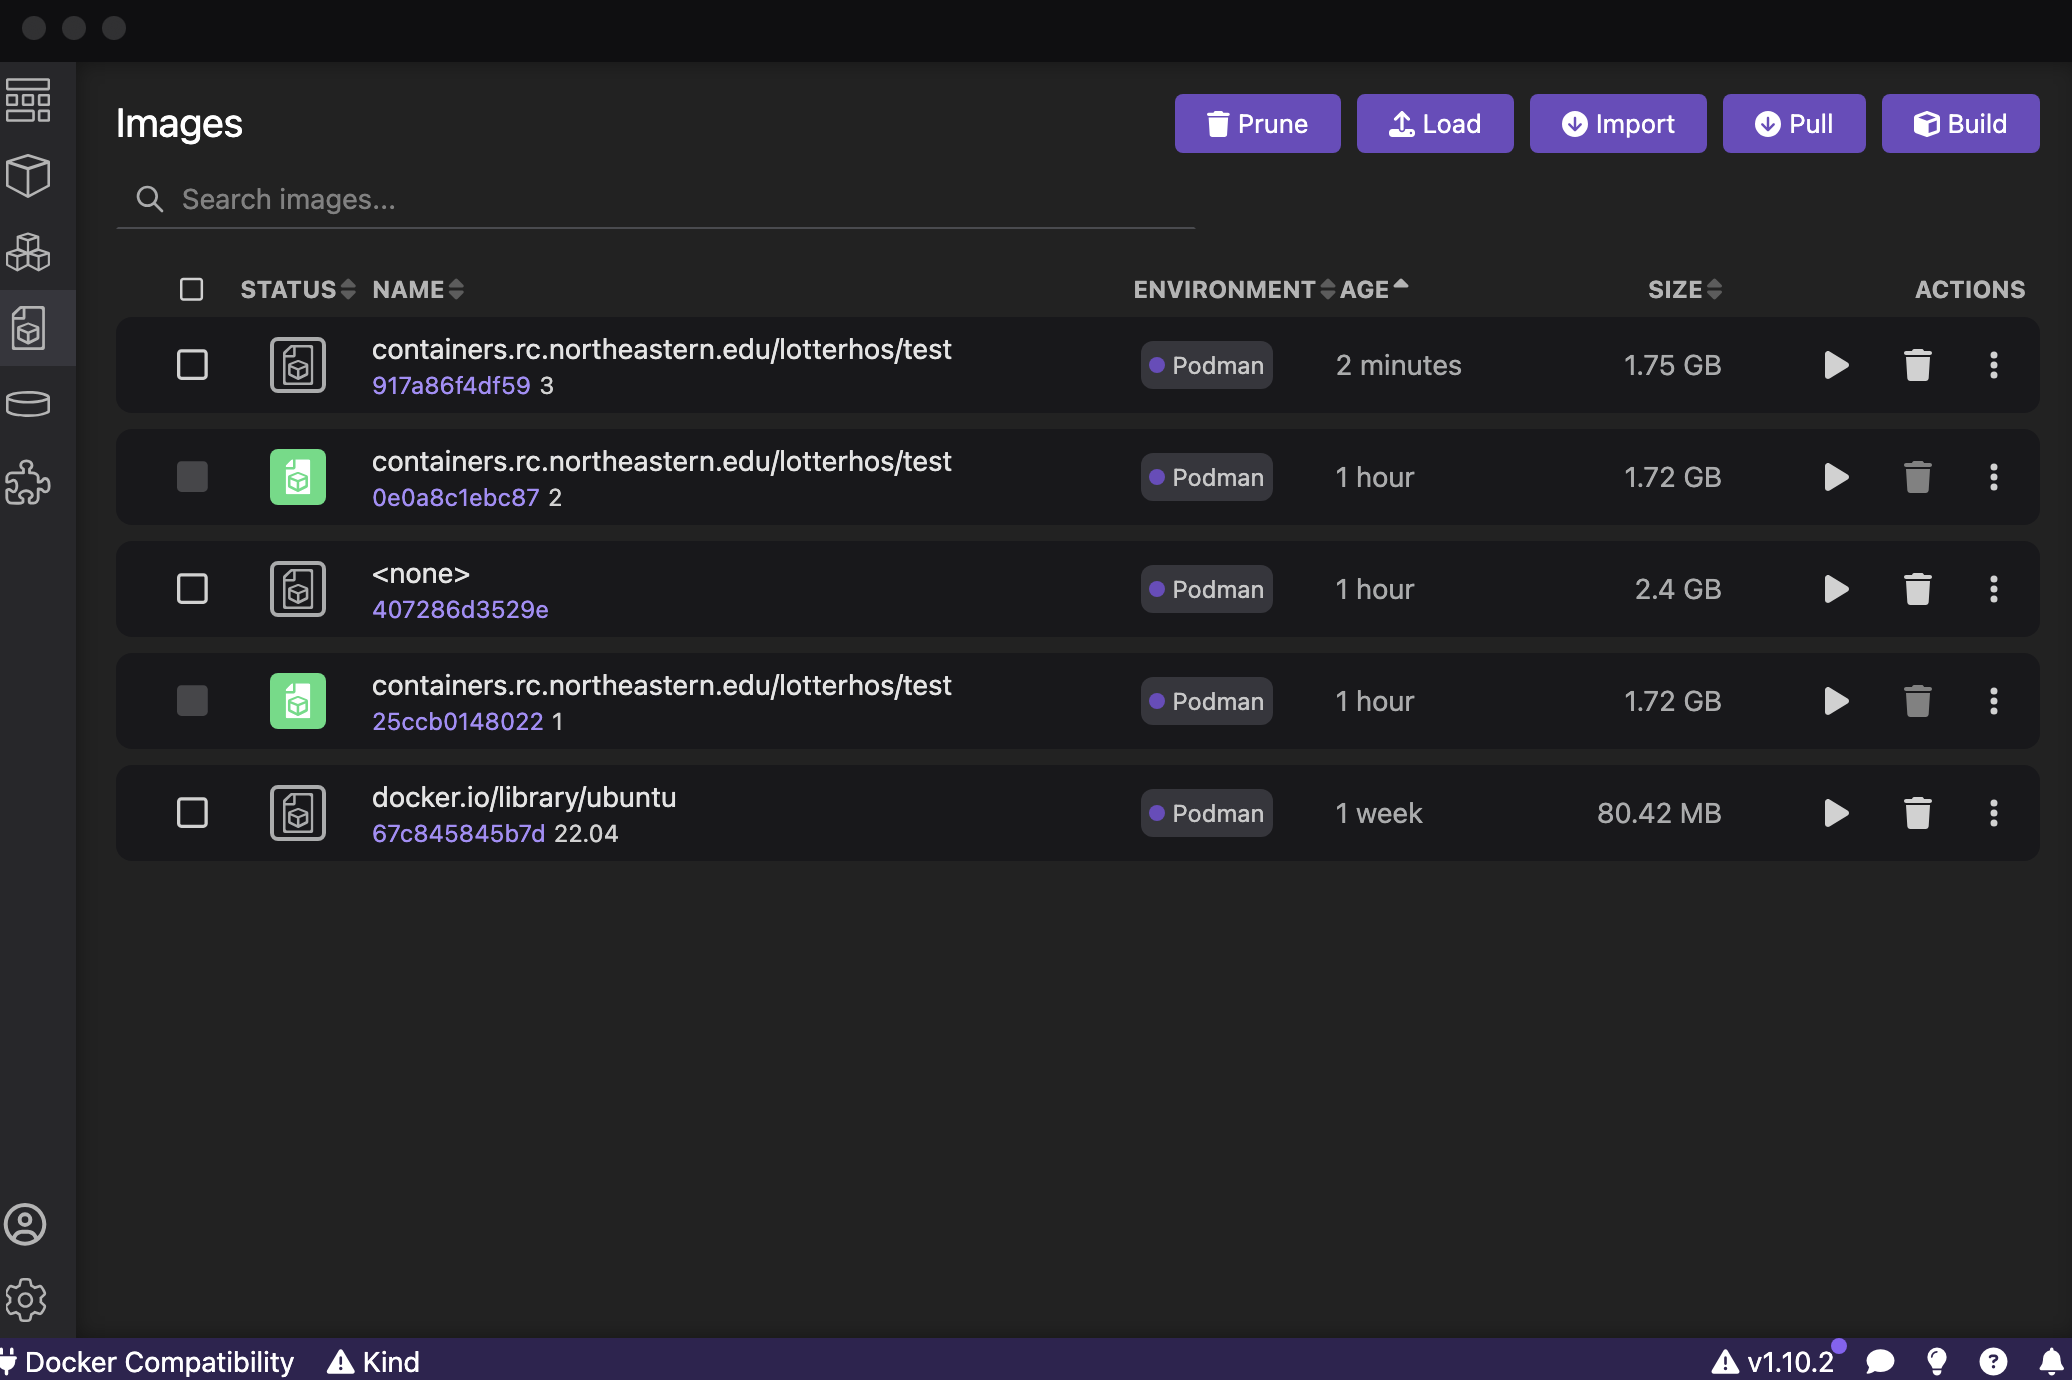 Images
Prune Load Import Pull Build
Search images...
STATUS NAME ENVIRONMENT AGE SIZE ACTIONS
containers.rc.northeastern.edu/lotterhos/test
917a86f4df59 3
Podman 2 minutes 1.75 GB
containers.rc.northeastern.edu/lotterhos/test
0e0a8c1ebc87 2
Podman 1 hour 1.72 GB
<none>
407286d3529e
Podman 1 hour 2.4 GB
containers.rc.northeastern.edu/lotterhos/test
25ccb0148022 1
Podman 1 hour 1.72 GB
docker.io/library/ubuntu
67c845845b7d 22.04
Podman 1 week 80.42 MB
Docker Compatibility Kind v1.10.2